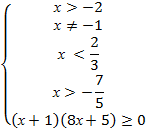 x > −2
x ≠ −1
x < 2/3
x > − 7/5
(x + 1)(8x + 5) ≥ 0